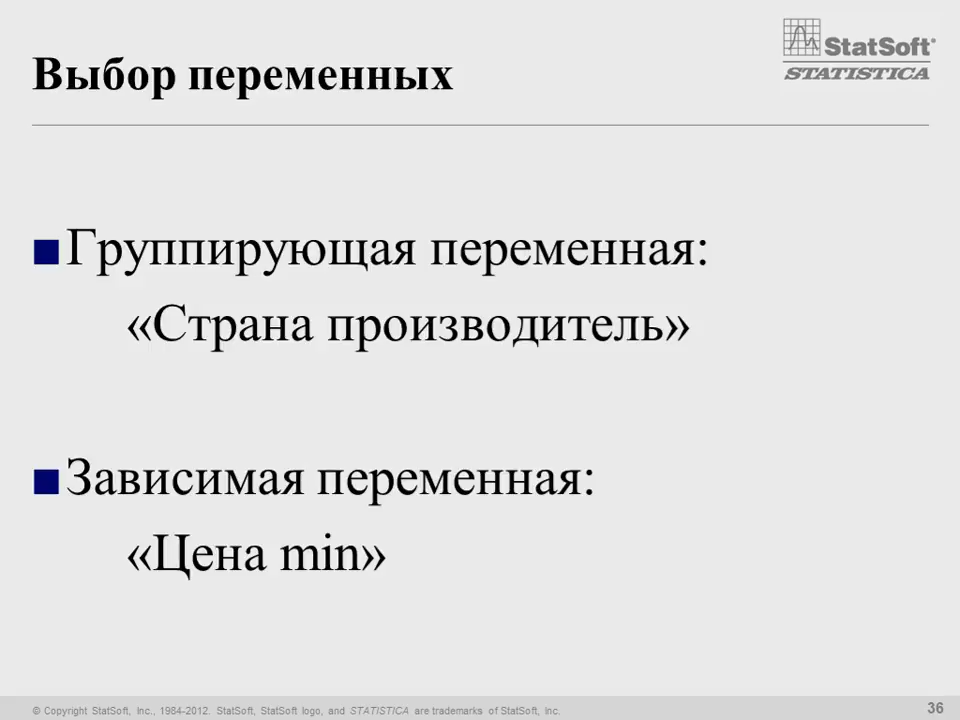 StatSoft®
STATISTICA
Выбор переменных
Группирующая переменная:
«Страна производитель»
Зависимая переменная:
«Цена min»
© Copyright StatSoft, Inc., 1984-2012. StatSoft, StatSoft logo, and STATISTICA are trademarks of StatSoft, Inc.
36